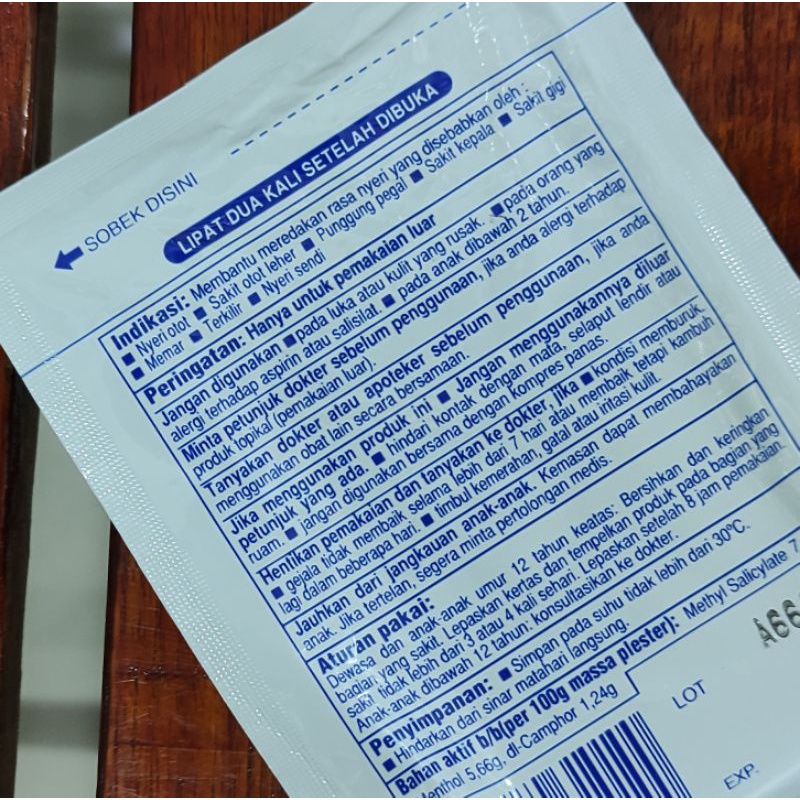 SOBEK DISINI
LIPAT DUA KALI SETELAH DIBUKA
Indikasi: Membantu meredakan rasa nyeri yang disebabkan oleh :
■ Nyeri otot ■ Sakit otot leher ■ Punggung pegal ■ Sakit kepala ■ Sakit gigi
■ Memar ■ Terkilir ■ Nyeri sendi
Peringatan: Hanya untuk pemakaian luar
Jangan digunakan ■ pada luka atau kulit yang rusak. ■ pada orang yang
alergi terhadap aspirin atau salisilat. ■ pada anak dibawah 2 tahun.
Minta petunjuk dokter sebelum penggunaan, jika anda alergi terhadap
produk topikal (pemakaian luar).
Tanyakan dokter atau apoteker sebelum penggunaan, jika anda
menggunakan obat lain secara bersamaan.
Jika menggunakan produk ini ■ Jangan menggunakannya diluar
petunjuk yang ada. ■ hindari kontak dengan mata, selaput lendir atau
ruam. ■ jangan digunakan bersama dengan kompres panas.
Hentikan pemakaian dan tanyakan ke dokter, jika ■ kondisi memburuk.
■ gejala tidak membaik selama lebih dari 7 hari atau membaik tetapi kambuh
lagi dalam beberapa hari. ■ timbul kemerahan, gatal atau iritasi kulit.
Jauhkan dari jangkauan anak-anak. Kemasan dapat membahayakan
anak. Jika tertelan, segera minta pertolongan medis.
Aturan pakai:
Dewasa dan anak-anak umur 12 tahun keatas: Bersihkan dan keringkan
bagian yang sakit. Lepaskan kertas dan tempelkan produk pada bagian yang
sakit tidak lebih dari 3 atau 4 kali sehari. Lepaskan setelah 8 jam pemakaian.
Anak-anak dibawah 12 tahun: konsultasikan ke dokter.
Penyimpanan: ■ Simpan pada suhu tidak lebih dari 30°C.
■ Hindarkan dari sinar matahari langsung.
Bahan aktif b/b(per 100g massa plester): Methyl Salicylate 7
Menthol 5,66g, dl-Camphor 1,24g
LOT
A66
EXP.